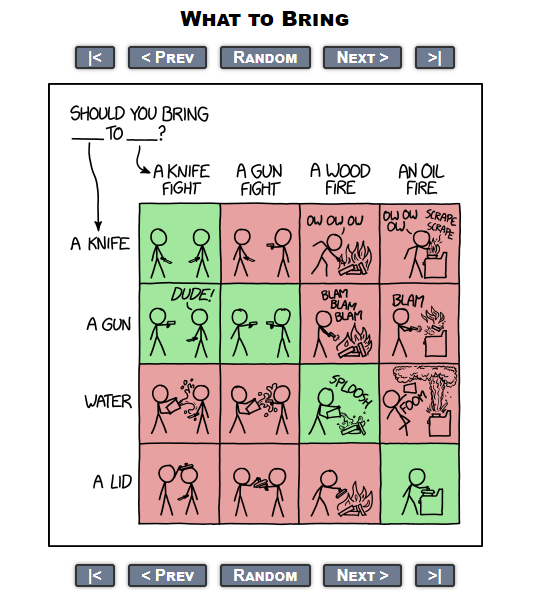 What to Bring
|< < Prev Random Next > >|
SHOULD YOU BRING
____ TO ____?
A KNIFE
FIGHT
A GUN
FIGHT
A WOOD
FIRE
AN OIL
FIRE
A KNIFE
OW OW OW
OW OW
OW
SCRAPE
SCRAPE
A GUN
DUDE!
BLAM
BLAM
BLAM
BLAM
WATER
SPLOOSH
FOOM
A LID
|< < Prev Random Next > >|